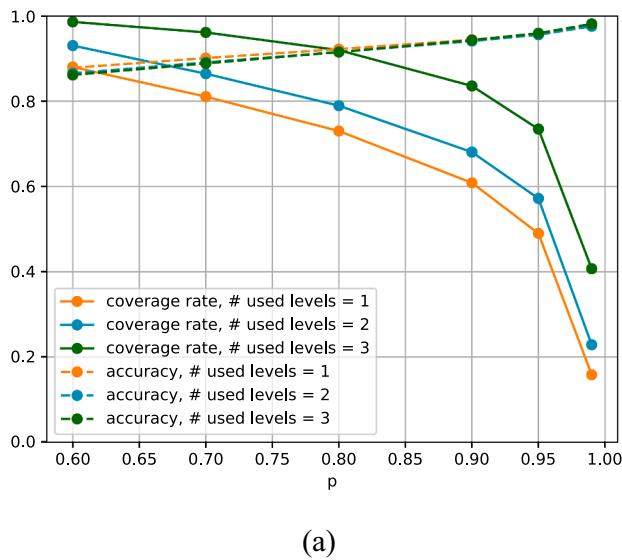 1.0
0.8
0.6
0.4
0.2
0.0
coverage rate, # used levels = 1
coverage rate, # used levels = 2
coverage rate, # used levels = 3
accuracy, # used levels = 1
accuracy, # used levels = 2
accuracy, # used levels = 3
0.60 0.65 0.70 0.75 0.80 0.85 0.90 0.95 1.00
p
(a)